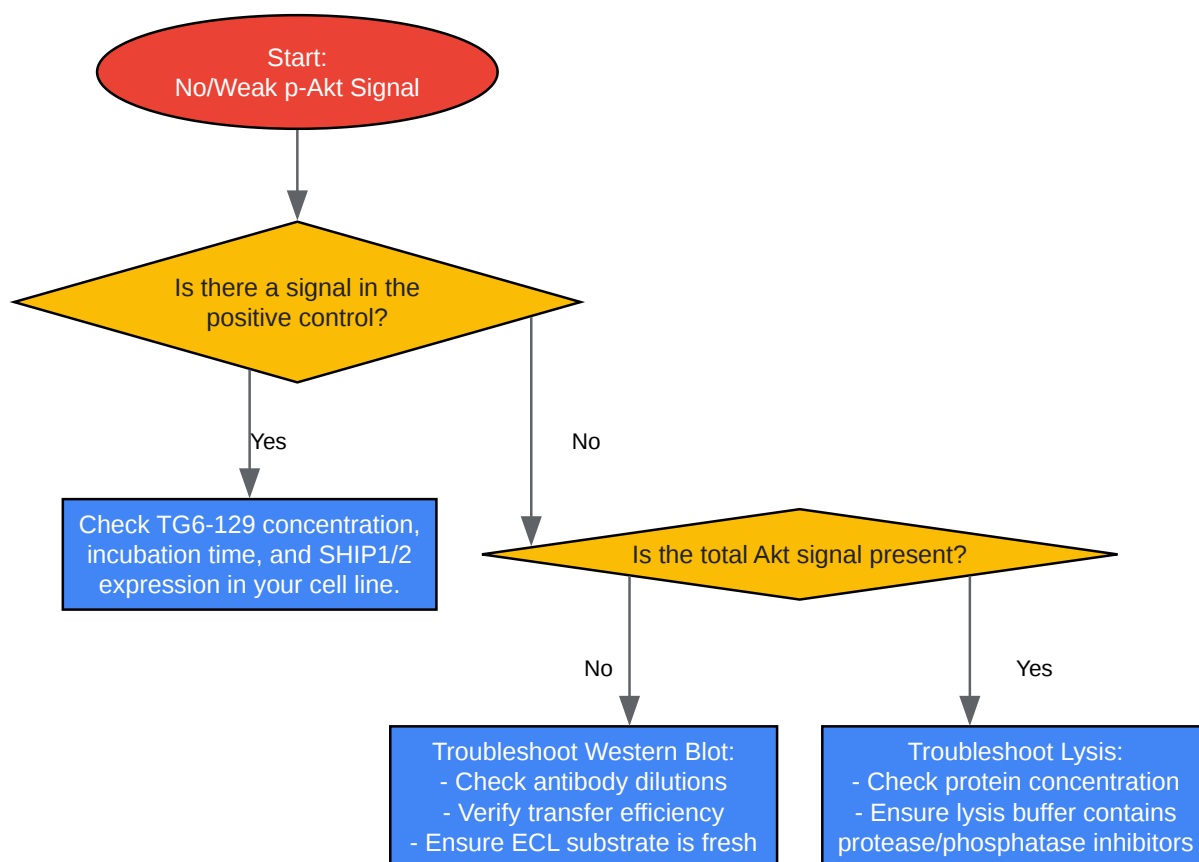 Start:
No/Weak p-Akt Signal
Is there a signal in the
positive control?
Yes
No
Check TG6-129 concentration,
incubation time, and SHIP1/2
expression in your cell line.
Is the total Akt signal present?
No
Yes
Troubleshoot Western Blot:
- Check antibody dilutions
- Verify transfer efficiency
- Ensure ECL substrate is fresh
Troubleshoot Lysis:
- Check protein concentration
- Ensure lysis buffer contains
protease/phosphatase inhibitors